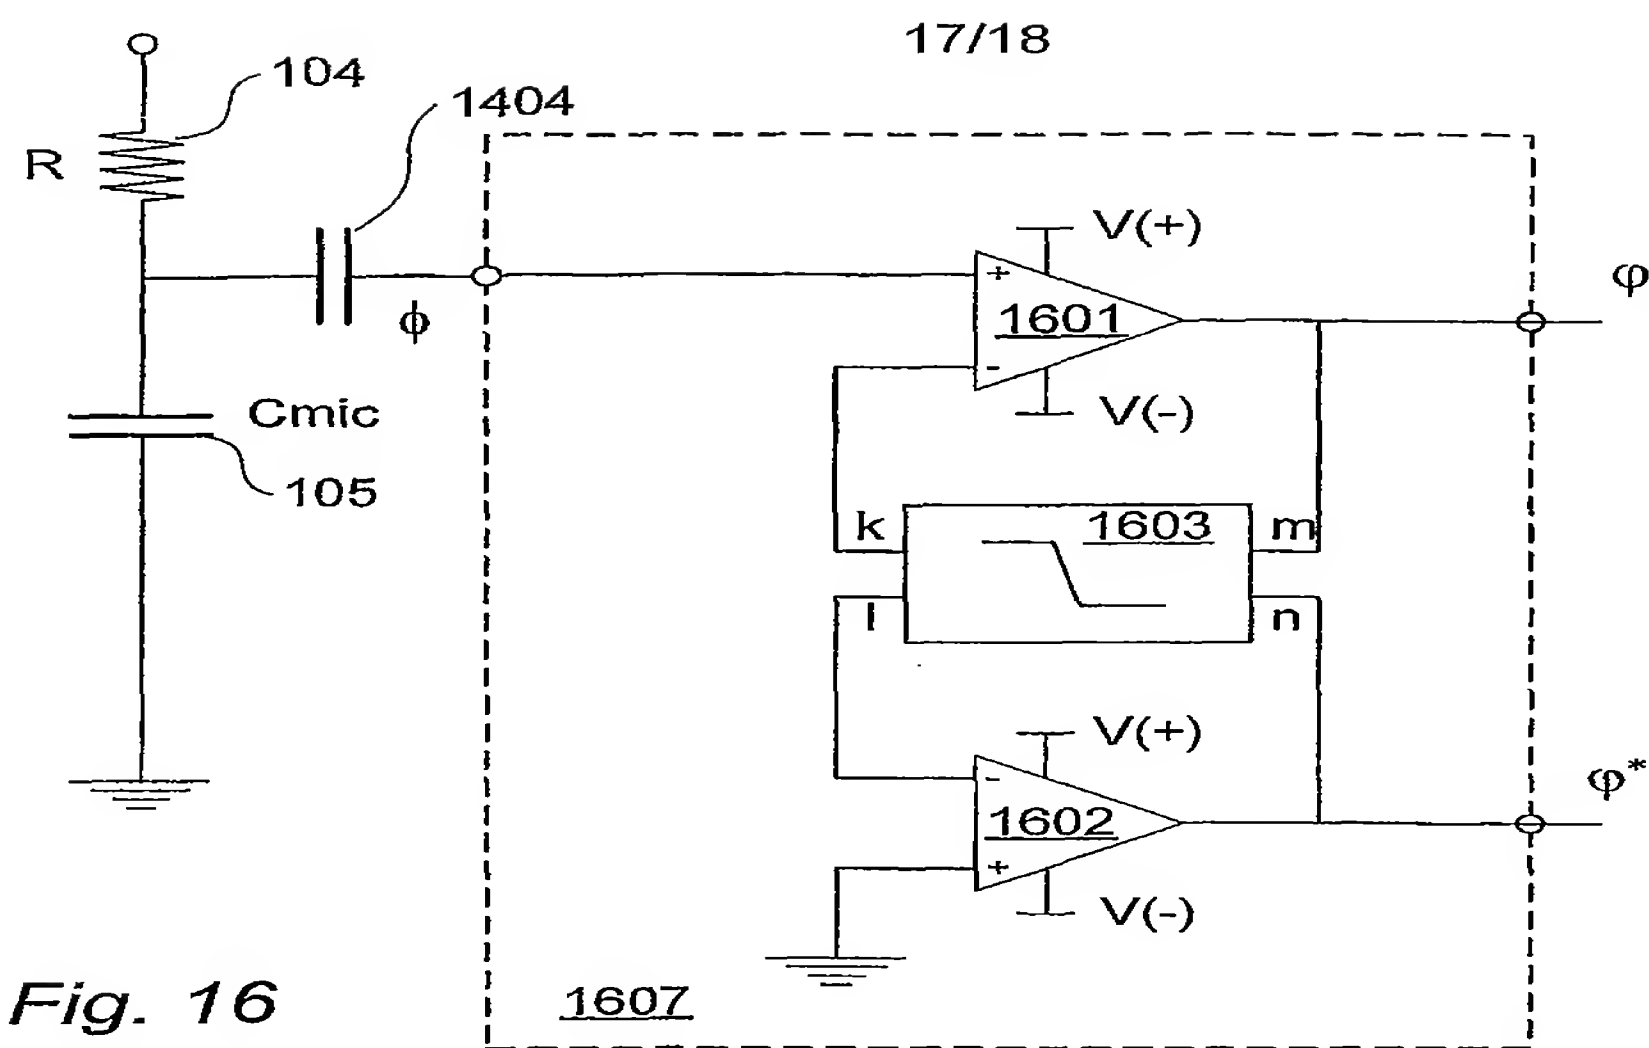 17/18
104
1404
R
V(+)
φ
+
1601
ϕ
-
V(-)
Cmic
105
k
1603
m
l
n
V(+)
-
φ*
1602
+
V(-)
Fig. 16
1607